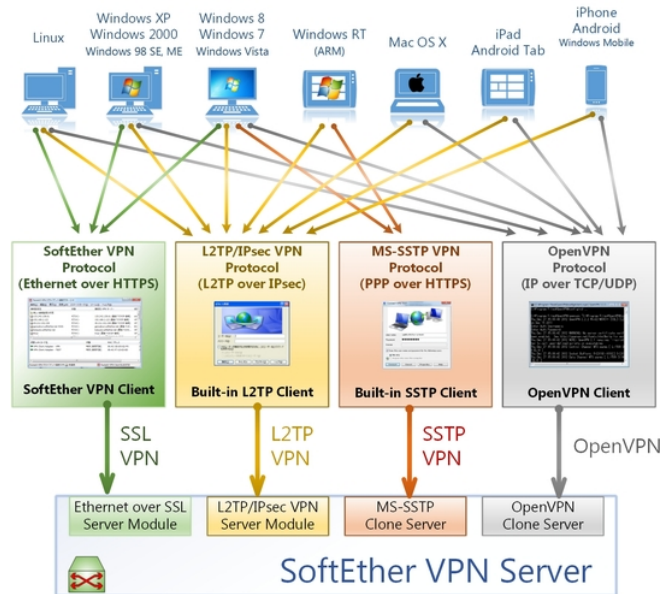 Linux
Windows XP
Windows 2000
Windows 98 SE, ME
Windows 8
Windows 7
Windows Vista
Windows RT
(ARM)
Mac OS X
iPad
Android Tab
iPhone
Android
Windows Mobile
SoftEther VPN
Protocol
(Ethernet over HTTPS)
SoftEther VPN Client
L2TP/IPsec VPN
Protocol
(L2TP over IPsec)
Built-in L2TP Client
MS-SSTP VPN
Protocol
(PPP over HTTPS)
Built-in SSTP Client
OpenVPN
Protocol
(IP over TCP/UDP)
OpenVPN Client
SSL
VPN
L2TP
VPN
SSTP
VPN
OpenVPN
Ethernet over SSL
Server Module
L2TP/IPsec VPN
Server Module
MS-SSTP
Clone Server
OpenVPN
Clone Server
SoftEther VPN Server